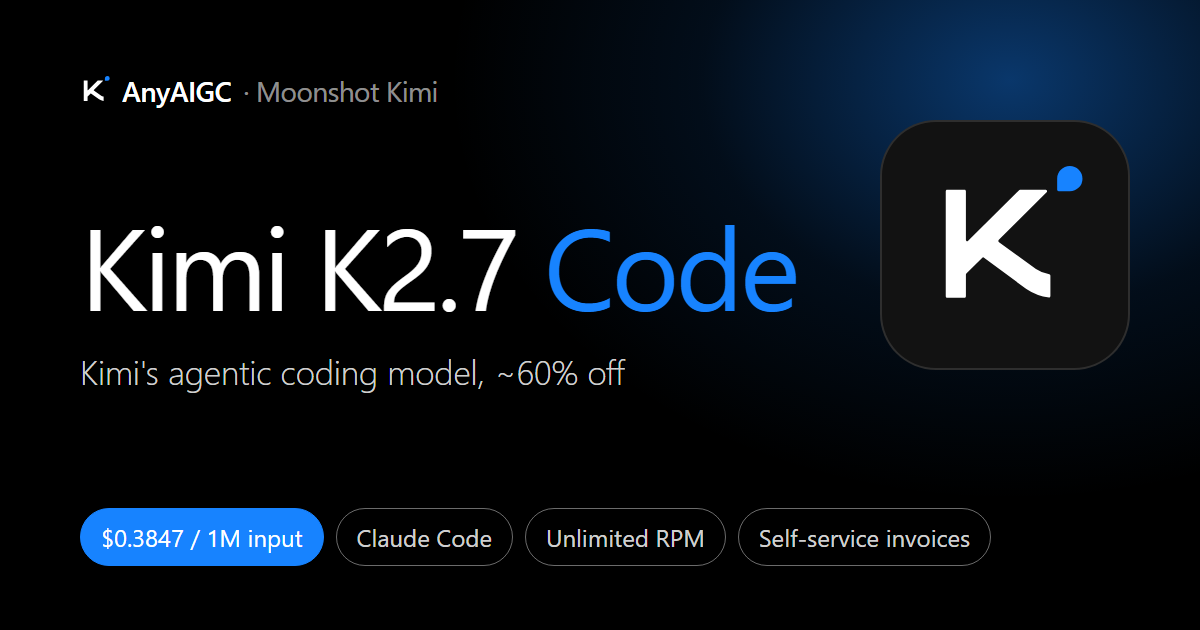 AnyAIGC · Moonshot Kimi
Kimi K2.7 Code
Kimi's agentic coding model, ~60% off
$0.3847 / 1M input
Claude Code
Unlimited RPM
Self-service invoices